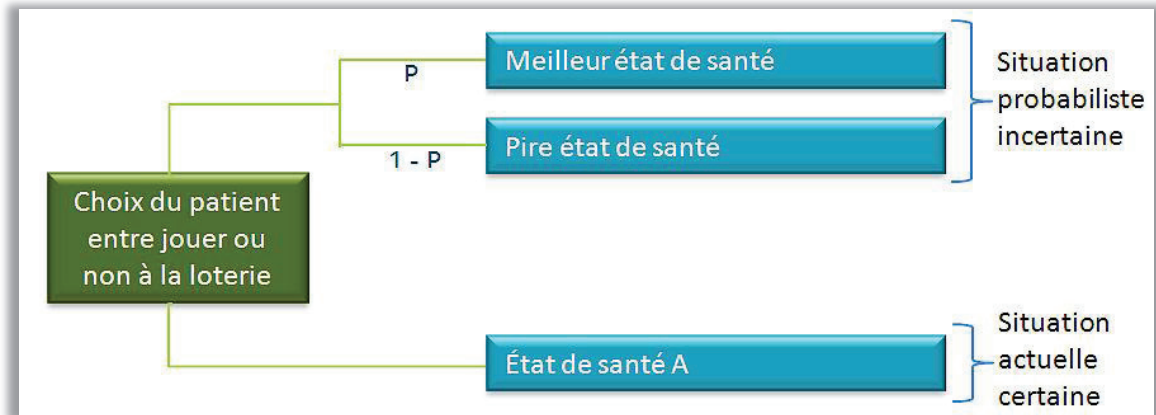 P
Meilleur état de santé
1 - P
Pire état de santé
Situation
probabiliste
incertaine
Choix du patient
entre jouer ou
non à la loterie
État de santé A
Situation
actuelle
certaine